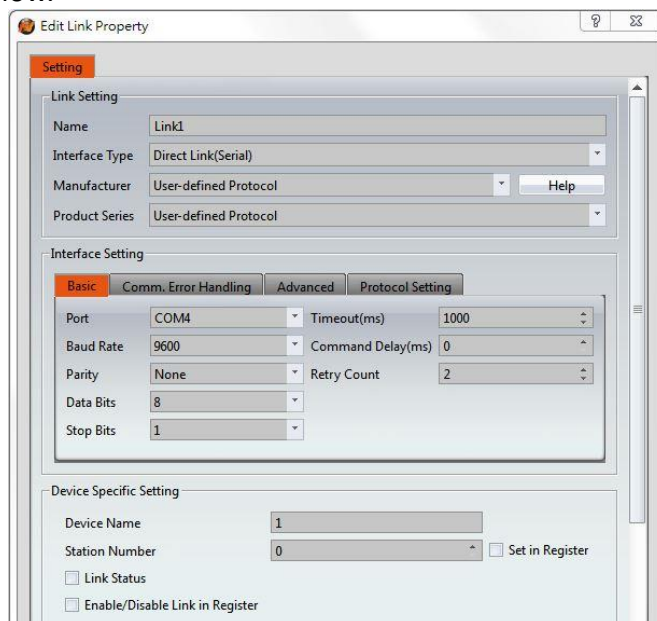 Edit Link Property
Setting
Link Setting
Name Link1
Interface Type Direct Link(Serial)
Manufacturer User-defined Protocol Help
Product Series User-defined Protocol
Interface Setting
Basic Comm. Error Handling Advanced Protocol Setting
Port COM4 Timeout(ms) 1000
Baud Rate 9600 Command Delay(ms) 0
Parity None Retry Count 2
Data Bits 8
Stop Bits 1
Device Specific Setting
Device Name 1
Station Number 0 Set in Register
Link Status
Enable/Disable Link in Register